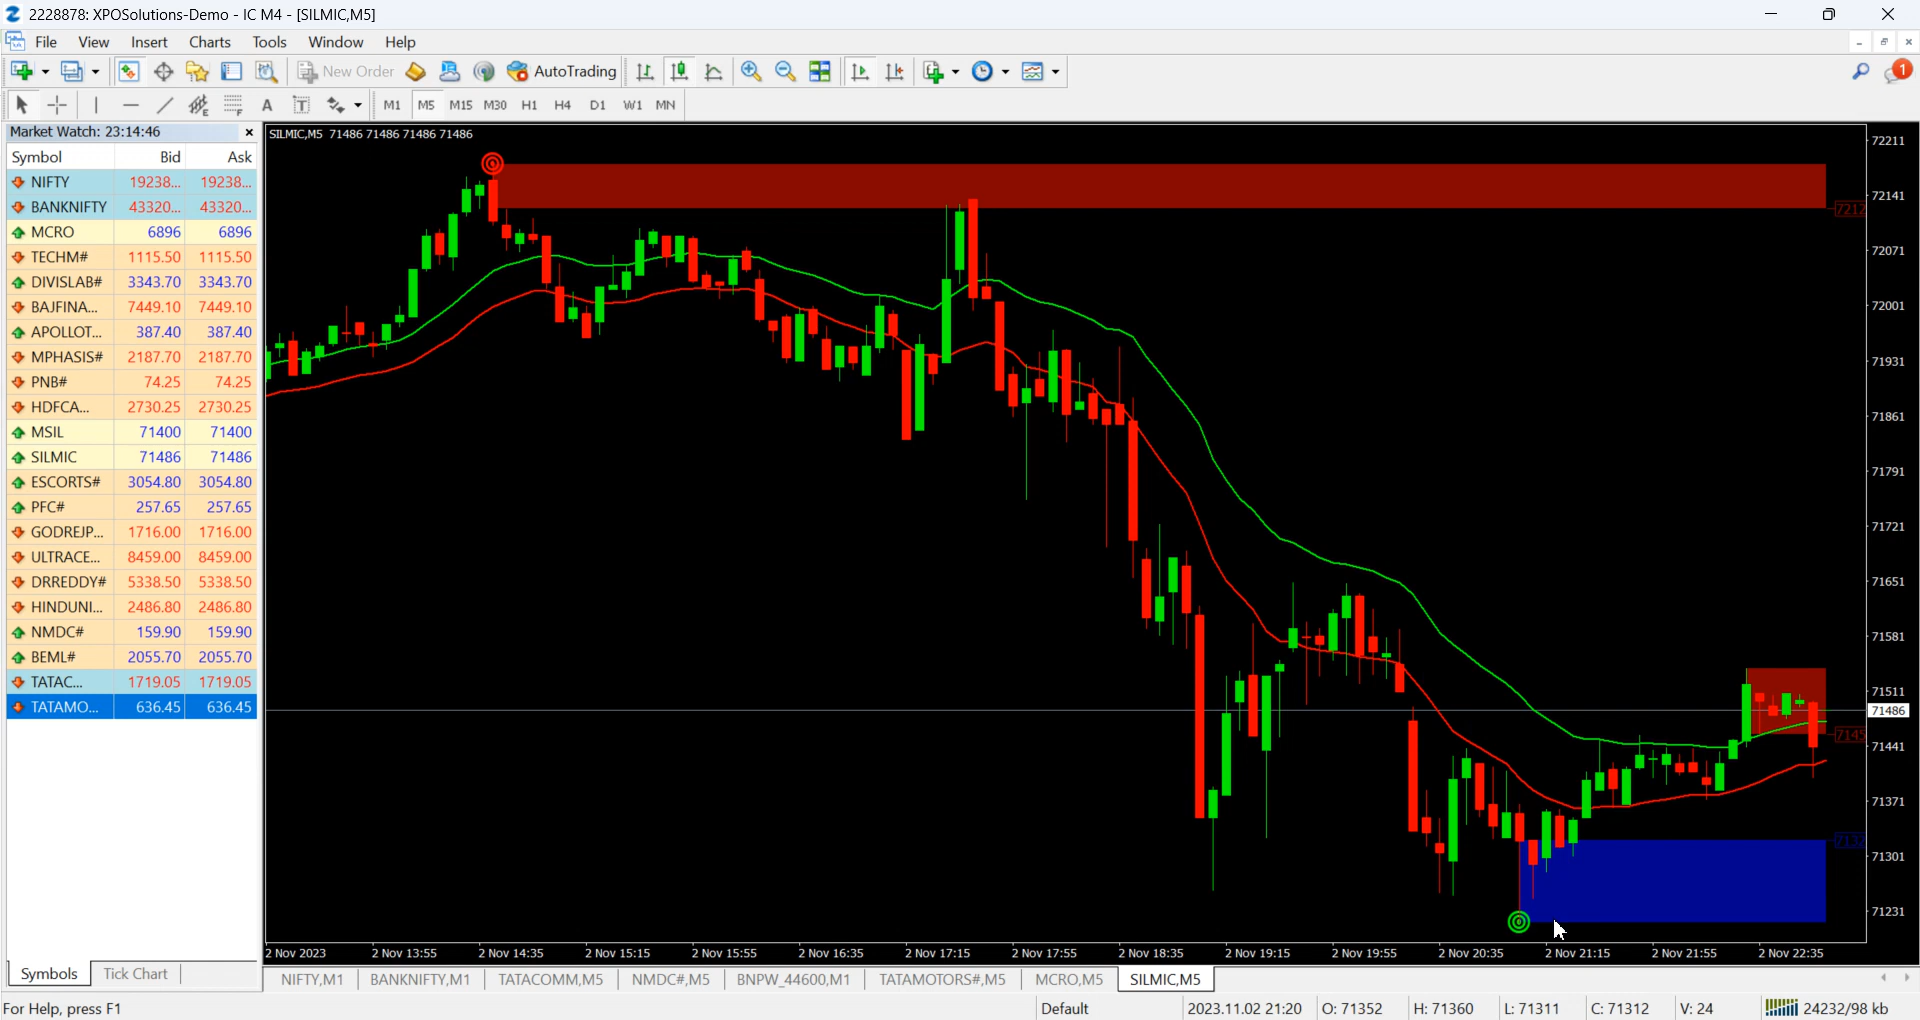 2228878: XPOSolutions-Demo - IC M4 - [SILMIC,M5]
File View Insert Charts Tools Window Help
New Order AutoTrading 1
A T M1 M5 M15 M30 H1 H4 D1 W1 MN
Market Watch: 23:14:46
Symbol Bid Ask
NIFTY 19238... 19238...
BANKNIFTY 43320... 43320...
MCRO 6896 6896
TECHM# 1115.50 1115.50
DIVISLAB# 3343.70 3343.70
BAJFINA... 7449.10 7449.10
APOLLOT... 387.40 387.40
MPHASIS# 2187.70 2187.70
PNB# 74.25 74.25
HDFCA... 2730.25 2730.25
MSIL 71400 71400
SILMIC 71486 71486
ESCORTS# 3054.80 3054.80
PFC# 257.65 257.65
GODREJP... 1716.00 1716.00
ULTRACE... 8459.00 8459.00
DRREDDY# 5338.50 5338.50
HINDUNI... 2486.80 2486.80
NMDC# 159.90 159.90
BEML# 2055.70 2055.70
TATAC... 1719.05 1719.05
TATAMO... 636.45 636.45
Symbols Tick Chart
SILMIC,M5 71486 71486 71486 71486
72211
72141
7212
72071
72001
71931
71861
71791
71721
71651
71581
71511
71486
7145
71441
71371
7132
71301
71231
2 Nov 2023 2 Nov 13:55 2 Nov 14:35 2 Nov 15:15 2 Nov 15:55 2 Nov 16:35 2 Nov 17:15 2 Nov 17:55 2 Nov 18:35 2 Nov 19:15 2 Nov 19:55 2 Nov 20:35 2 Nov 21:15 2 Nov 21:55 2 Nov 22:35
NIFTY,M1 BANKNIFTY,M1 TATACOMM,M5 NMDC#,M5 BNPW_44600,M1 TATAMOTORS#,M5 MCRO,M5 SILMIC,M5
For Help, press F1 Default 2023.11.02 21:20 O: 71352 H: 71360 L: 71311 C: 71312 V: 24 24232/98 kb